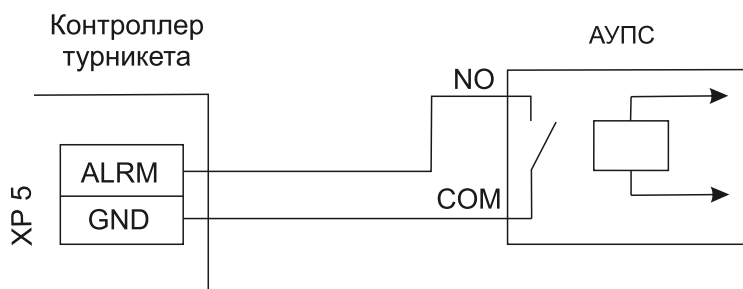 Контроллер
турникета
АУПС
NO
ALRM
COM
GND
XP 5